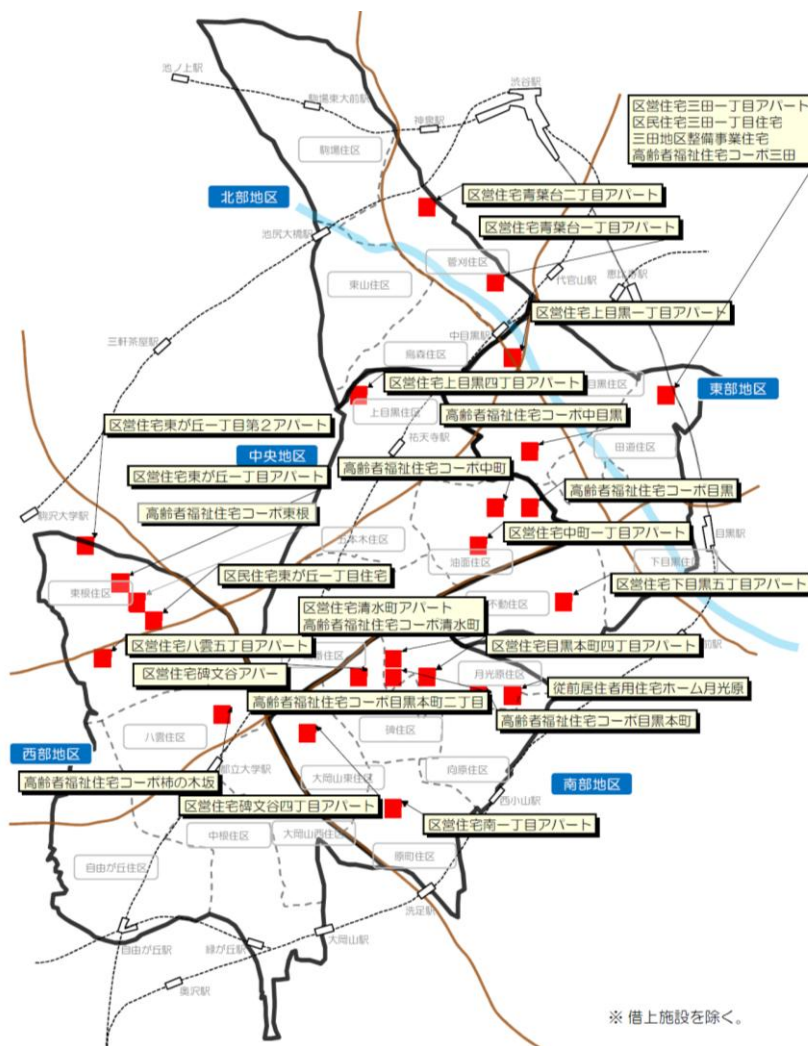 池ノ上駅
駒場東大前駅
渋谷駅
神泉駅
駒場住区
区営住宅三田一丁目アパート
区民住宅三田一丁目住宅
三田地区整備事業住宅
高齢者福祉住宅コーポ三田
北部地区
区営住宅青葉台二丁目アパート
区営住宅青葉台一丁目アパート
池尻大橋駅
菅刈住区
東山住区
代官山駅
恵比寿駅
中目黒駅
区営住宅上目黒一丁目アパート
三軒茶屋駅
烏森住区
区営住宅上目黒四丁目アパート
目黒住区
東部地区
上目黒住区
高齢者福祉住宅コーポ中目黒
区営住宅東が丘一丁目第2アパート
祐天寺駅
田道住区
中央地区
高齢者福祉住宅コーポ中町
区営住宅東が丘一丁目アパート
高齢者福祉住宅コーポ目黒
駒沢大学駅
高齢者福祉住宅コーポ東根
区営住宅中町一丁目アパート
目黒駅
五本木住区
油面住区
下目黒住区
東根住区
区民住宅東が丘一丁目住宅
区営住宅下目黒五丁目アパート
不動住区
区営住宅清水町アパート
高齢者福祉住宅コーポ清水町
区営住宅八雲五丁目アパート
区営住宅目黒本町四丁目アパート
区営住宅碑文谷アパー
月光原住区
従前居住者用住宅ホーム月光原
高齢者福祉住宅コーポ目黒本町二丁目
高齢者福祉住宅コーポ目黒本町
八雲住区
碑住区
西部地区
都立大学駅
大岡山東住区
向原住区
南部地区
高齢者福祉住宅コーポ柿の木坂
西小山駅
区営住宅碑文谷四丁目アパート
区営住宅南一丁目アパート
中根住区
大岡山西住区
原町住区
自由が丘住区
洗足駅
自由が丘駅
緑が丘駅
大岡山駅
奥沢駅
※ 借上施設を除く。